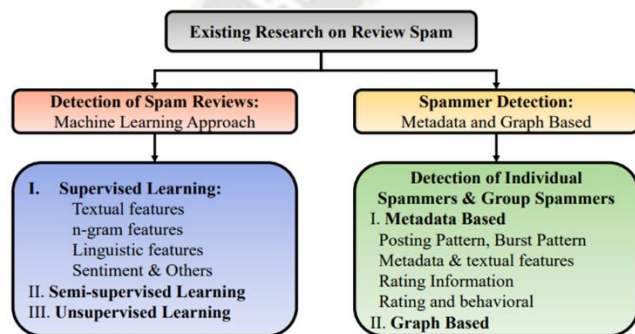 Existing Research on Review Spam
Detection of Spam Reviews:
Machine Learning Approach
Spammer Detection:
Metadata and Graph Based
I. Supervised Learning:
Textual features
n-gram features
Linguistic features
Sentiment & Others
II. Semi-supervised Learning
III. Unsupervised Learning
Detection of Individual
Spammers & Group Spammers
I. Metadata Based
Posting Pattern, Burst Pattern
Metadata & textual features
Rating Information
Rating and behavioral
II. Graph Based